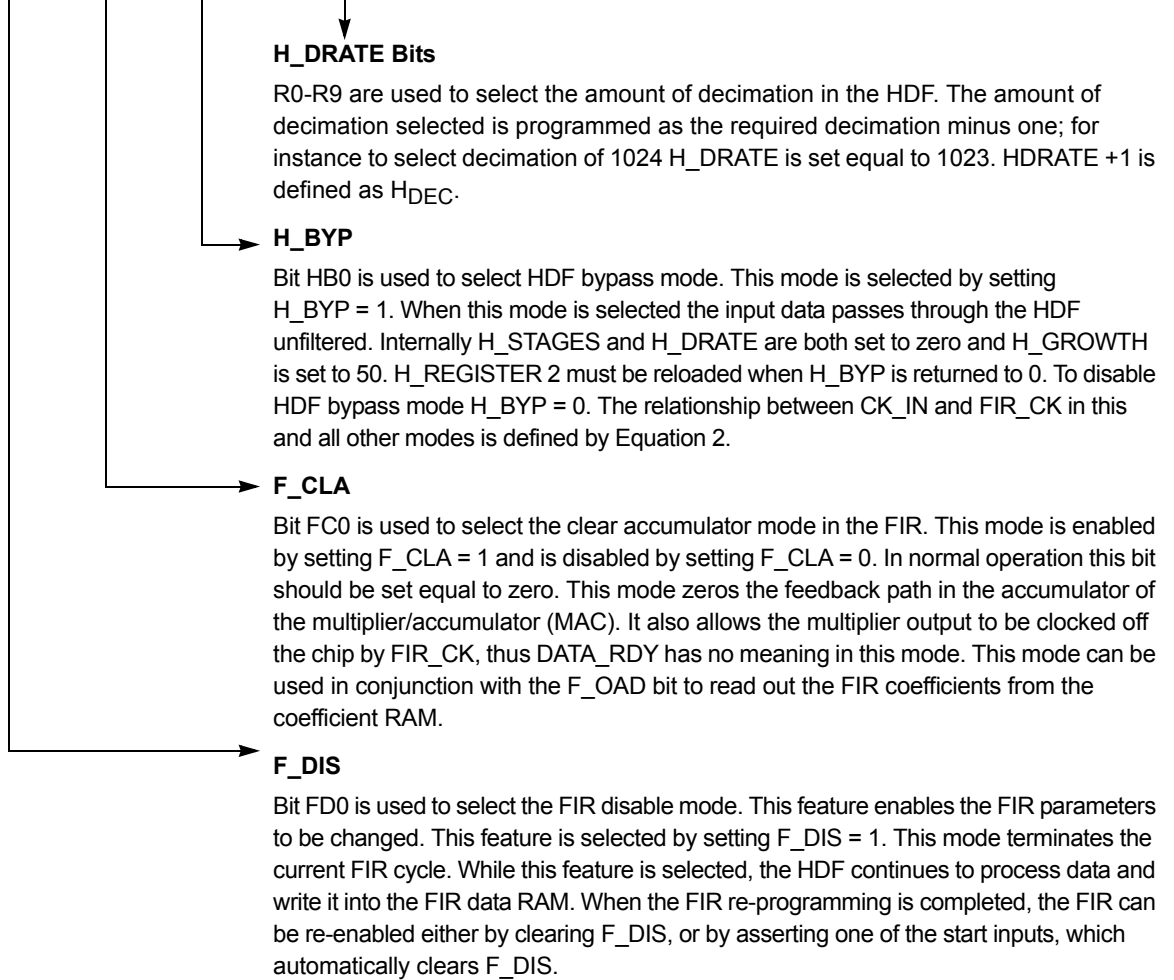 H_DRATE Bits
R0-R9 are used to select the amount of decimation in the HDF. The amount of
decimation selected is programmed as the required decimation minus one; for
instance to select decimation of 1024 H_DRATE is set equal to 1023. HDRATE +1 is
defined as HDEC.
H_BYP
Bit HB0 is used to select HDF bypass mode. This mode is selected by setting
H_BYP = 1. When this mode is selected the input data passes through the HDF
unfiltered. Internally H_STAGES and H_DRATE are both set to zero and H_GROWTH
is set to 50. H_REGISTER 2 must be reloaded when H_BYP is returned to 0. To disable
HDF bypass mode H_BYP = 0. The relationship between CK_IN and FIR_CK in this
and all other modes is defined by Equation 2.
F_CLA
Bit FC0 is used to select the clear accumulator mode in the FIR. This mode is enabled
by setting F_CLA = 1 and is disabled by setting F_CLA = 0. In normal operation this bit
should be set equal to zero. This mode zeros the feedback path in the accumulator of
the multiplier/accumulator (MAC). It also allows the multiplier output to be clocked off
the chip by FIR_CK, thus DATA_RDY has no meaning in this mode. This mode can be
used in conjunction with the F_OAD bit to read out the FIR coefficients from the
coefficient RAM.
F_DIS
Bit FD0 is used to select the FIR disable mode. This feature enables the FIR parameters
to be changed. This feature is selected by setting F_DIS = 1. This mode terminates the
current FIR cycle. While this feature is selected, the HDF continues to process data and
write it into the FIR data RAM. When the FIR re-programming is completed, the FIR can
be re-enabled either by clearing F_DIS, or by asserting one of the start inputs, which
automatically clears F_DIS.